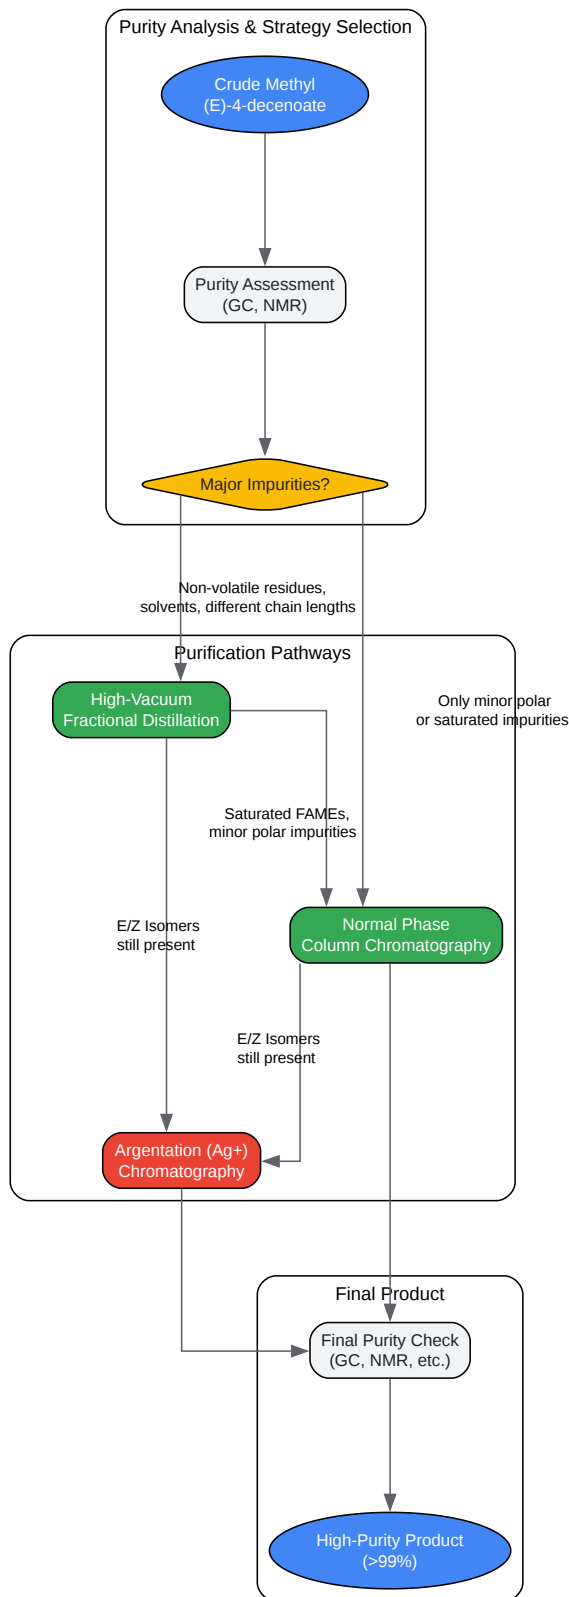 Purity Analysis & Strategy Selection
Crude Methyl
(E)-4-decenoate
Purity Assessment
(GC, NMR)
Major Impurities?
Non-volatile residues,
solvents, different chain lengths
Purification Pathways
High-Vacuum
Fractional Distillation
Only minor polar
or saturated impurities
Saturated FAMEs,
minor polar impurities
Normal Phase
Column Chromatography
E/Z Isomers
still present
E/Z Isomers
still present
Argentation (Ag+)
Chromatography
Final Product
Final Purity Check
(GC, NMR, etc.)
High-Purity Product
(>99%)